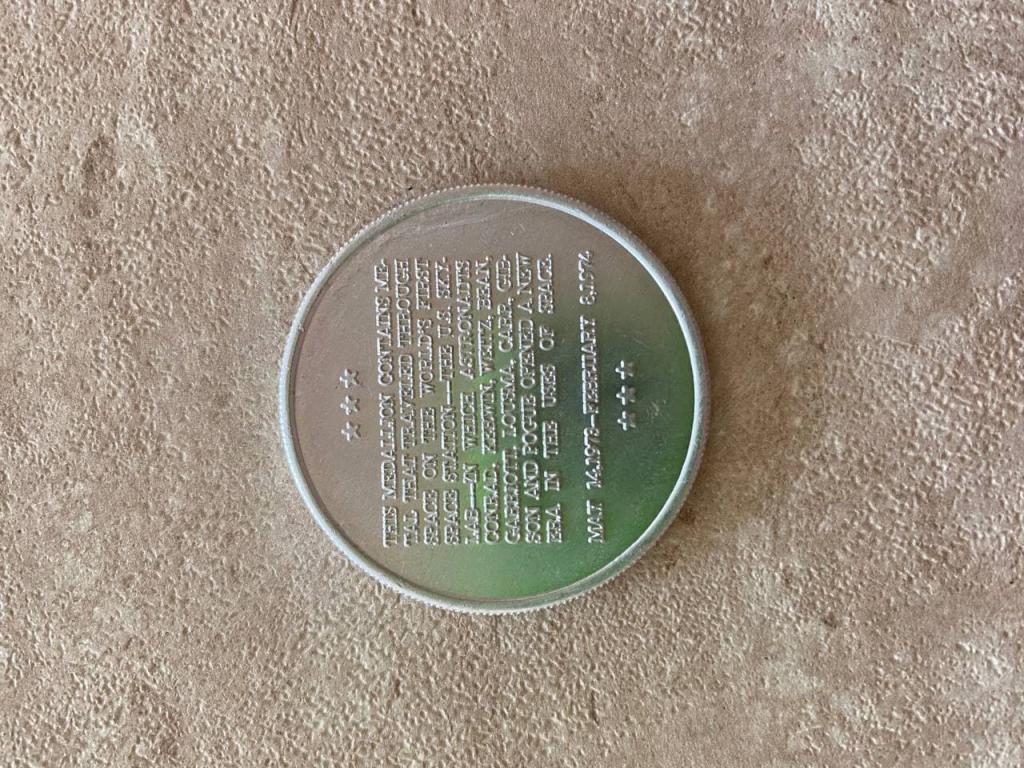 THIS MEDALLION CONTAINS ME-
TAL THAT TRAVELED THROUGH
SPACE ON THE WORLD'S FIRST
SPACE STATION—THE U.S. SKY-
LAB—IN WHICH ASTRONAUTS
CONRAD, KERWIN, WEITZ, BEAN,
GARRIOTT, LOUSMA, CARR, GIB-
SON AND POGUE OPENED A NEW
ERA IN THE USES OF SPACE.
MAY 14,1973–FEBRUARY 8,1974